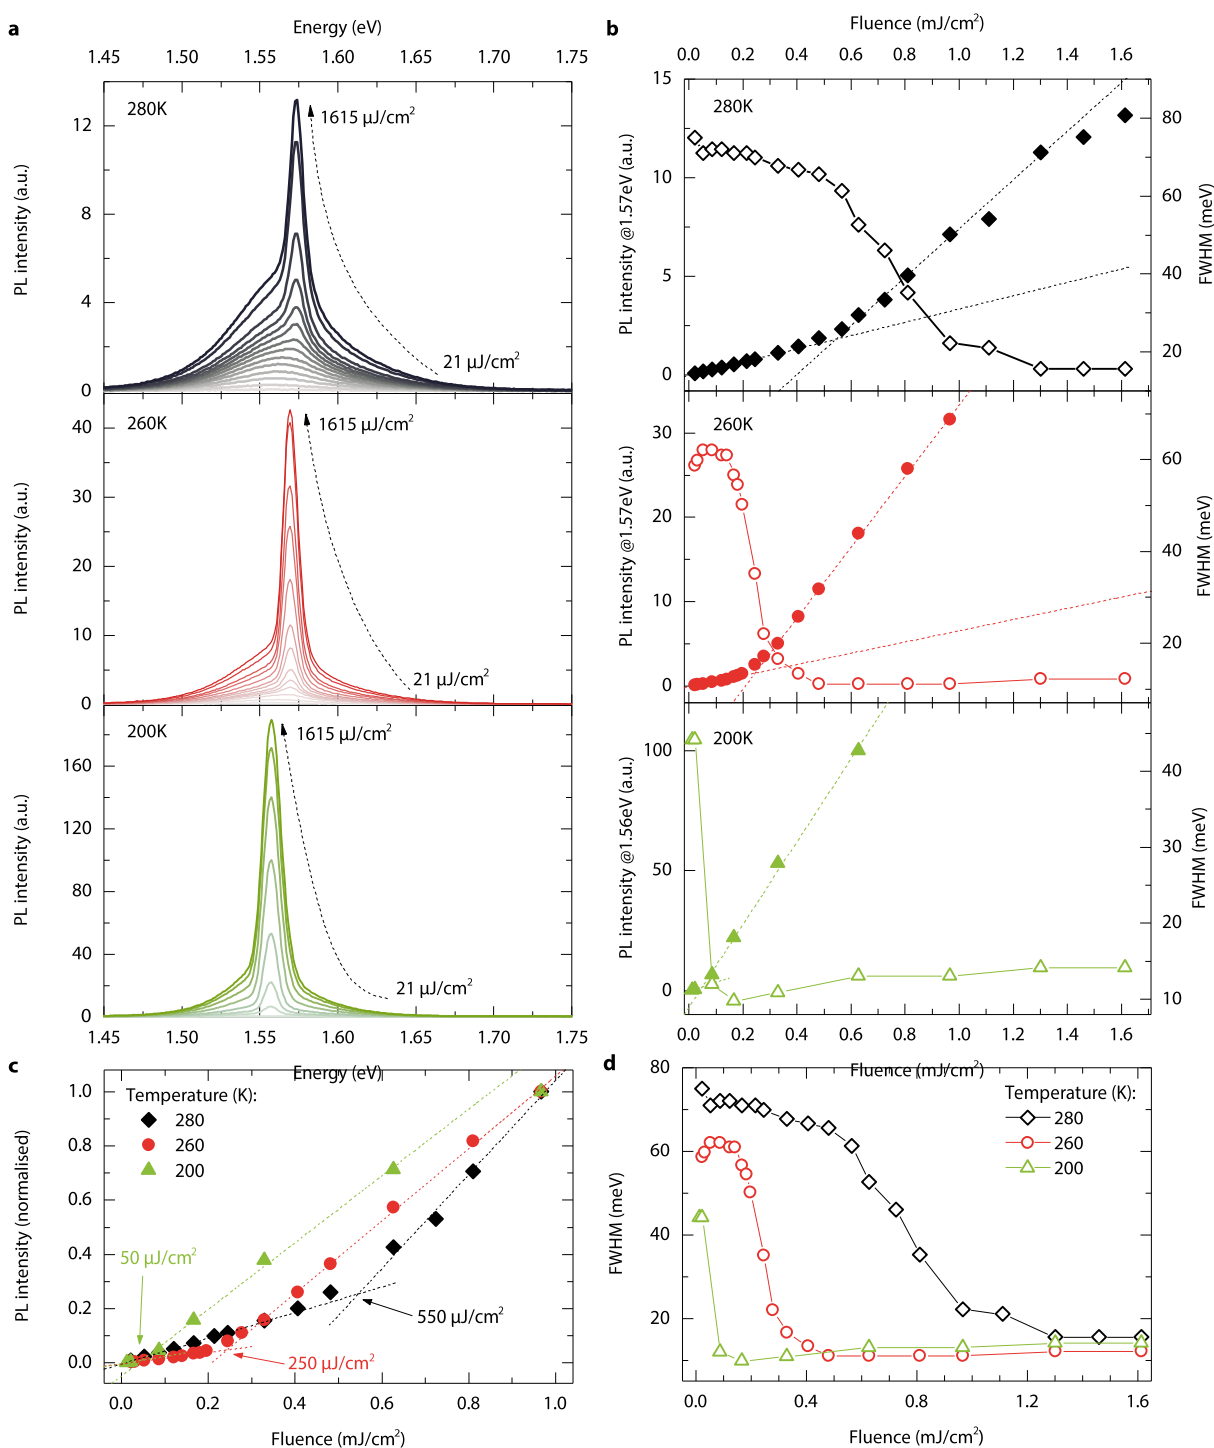 a
Energy (eV)
1.45 1.50 1.55 1.60 1.65 1.70 1.75
280K
1615 μJ/cm²
21 μJ/cm²
12
8
4
0
PL intensity (a.u.)
260K
1615 μJ/cm²
21 μJ/cm²
40
30
20
10
0
PL intensity (a.u.)
200K
1615 μJ/cm²
21 μJ/cm²
160
120
80
40
0
PL intensity (a.u.)
1.45 1.50 1.55 1.60 1.65 1.70 1.75
Energy (eV)
b
Fluence (mJ/cm²)
0.0 0.2 0.4 0.6 0.8 1.0 1.2 1.4 1.6
280K
15
10
5
0
PL intensity @1.57eV (a.u.)
80
60
40
20
FWHM (meV)
260K
30
20
10
0
PL intensity @1.57eV (a.u.)
60
40
20
FWHM (meV)
200K
100
50
0
PL intensity @1.56eV (a.u.)
40
30
20
10
FWHM (meV)
0.0 0.2 0.4 0.6 0.8 1.0 1.2 1.4 1.6
Fluence (mJ/cm²)
c
Temperature (K):
280
260
200
50 μJ/cm²
550 μJ/cm²
250 μJ/cm²
1.0
0.8
0.6
0.4
0.2
0.0
PL intensity (normalised)
0.0 0.2 0.4 0.6 0.8 1.0
Fluence (mJ/cm²)
d
Temperature (K):
280
260
200
80
60
40
20
FWHM (meV)
0.0 0.2 0.4 0.6 0.8 1.0 1.2 1.4 1.6
Fluence (mJ/cm²)